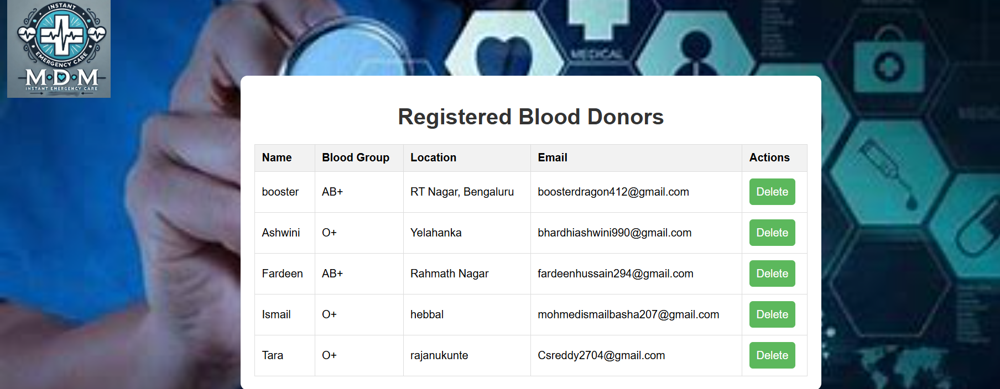 INSTANT
EMERGENCY CARE
M·D·M
INSTANT EMERGENCY CARE
MEDICAL
Registered Blood Donors
Name Blood Group Location Email Actions
booster AB+ RT Nagar, Bengaluru boosterdragon412@gmail.com Delete
Ashwini O+ Yelahanka bhardhiashwini990@gmail.com Delete
Fardeen AB+ Rahmath Nagar fardeenhussain294@gmail.com Delete
Ismail O+ hebbal mohmedismailbasha207@gmail.com Delete
Tara O+ rajanukunte Csreddy2704@gmail.com Delete